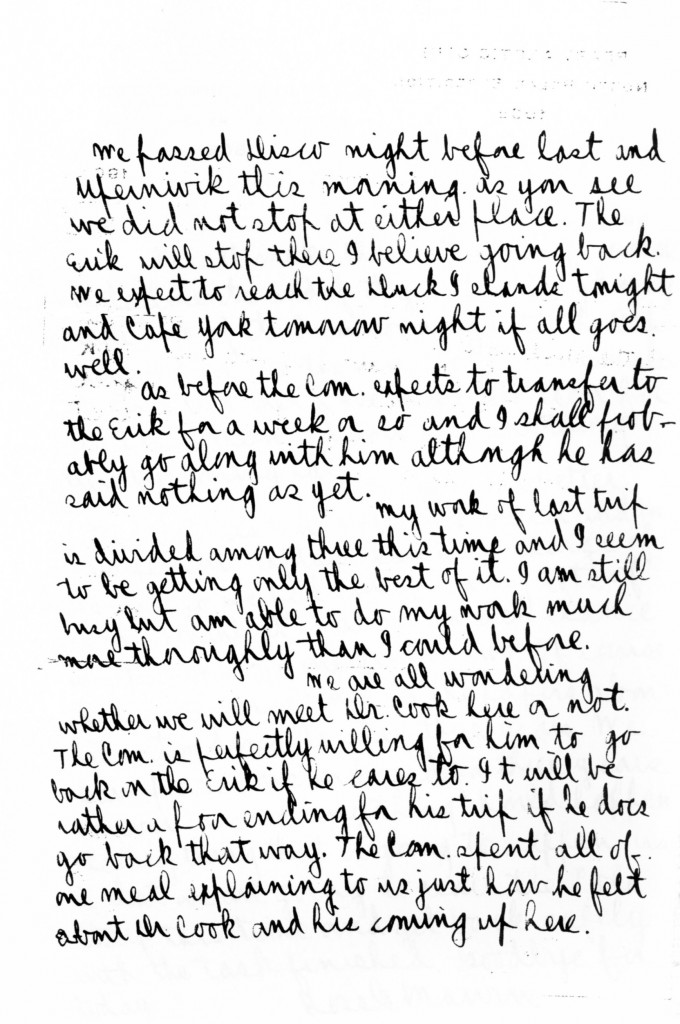 We passed Disco night before last and
Upernivik this morning. As you see
we did not stop at either place. The
Erik will stop there I believe going back.
We expect to reach the Duck Islands tonight
and Cape York tomorrow night if all goes
well.
As before the Com. expects to transfer to
the Erik for a week or so and I shall prob-
ably go along with him although he has
said nothing as yet.
My work of last trip
is divided among three this time and I seem
to be getting only the best of it. I am still
busy but am able to do my work much
more thoroughly than I could before.
We are all wondering
whether we will meet Dr. Cook here or not.
The Com. is perfectly willing for him to go
back on the Erik if he cares to. It will be
rather a poor ending for his trip if he does
go back that way. The Com. spent all of
one meal explaining to us just how he felt
about Dr. Cook and his coming up here.